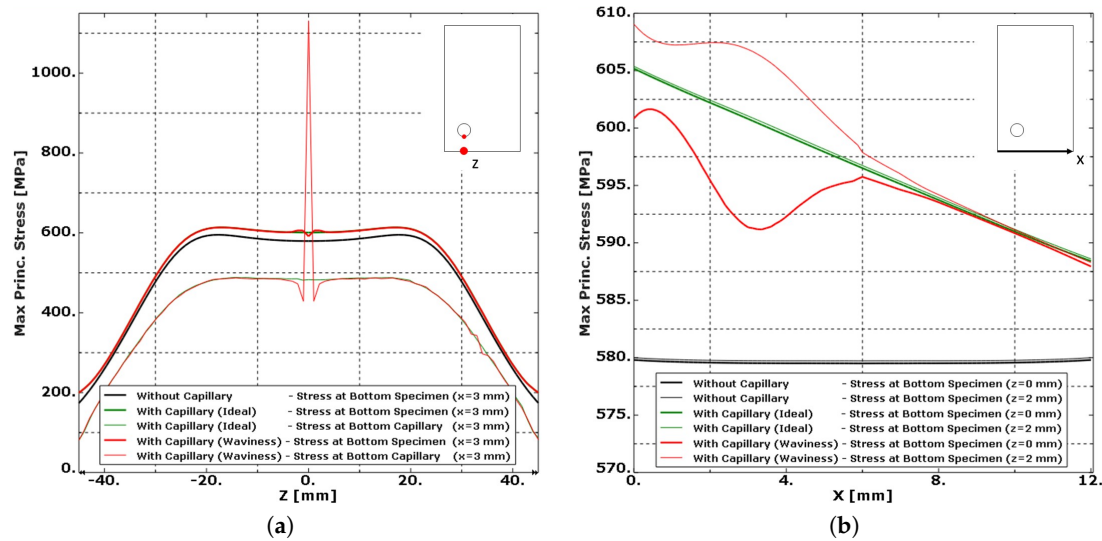 1000.
800.
600.
400.
200.
0.
Max Princ. Stress [MPa]
Z
Without Capillary - Stress at Bottom Specimen (x=3 mm)
With Capillary (Ideal) - Stress at Bottom Specimen (x=3 mm)
With Capillary (Ideal) - Stress at Bottom Capillary (x=3 mm)
With Capillary (Waviness) - Stress at Bottom Specimen (x=3 mm)
With Capillary (Waviness) - Stress at Bottom Capillary (x=3 mm)
-40. -20. 0. 20. 40.
Z [mm]
(a)
610.
605.
600.
595.
590.
585.
580.
575.
570.
Max Princ. Stress [MPa]
X
Without Capillary - Stress at Bottom Specimen (z=0 mm)
Without Capillary - Stress at Bottom Specimen (z=2 mm)
With Capillary (Ideal) - Stress at Bottom Specimen (z=0 mm)
With Capillary (Ideal) - Stress at Bottom Specimen (z=2 mm)
With Capillary (Waviness) - Stress at Bottom Specimen (z=0 mm)
With Capillary (Waviness) - Stress at Bottom Specimen (z=2 mm)
0. 2. 4. 6. 8. 10. 12.
X [mm]
(b)